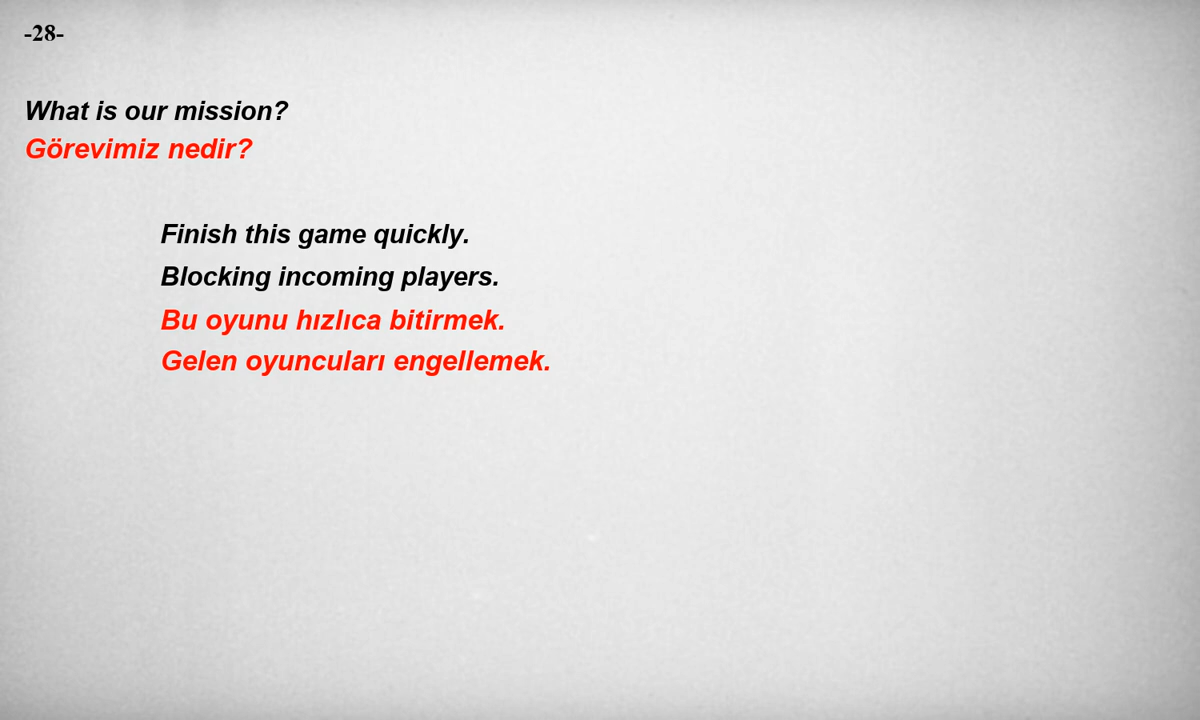 -28-
What is our mission?
Görevimiz nedir?
Finish this game quickly.
Blocking incoming players.
Bu oyunu hızlıca bitirmek.
Gelen oyuncuları engellemek.